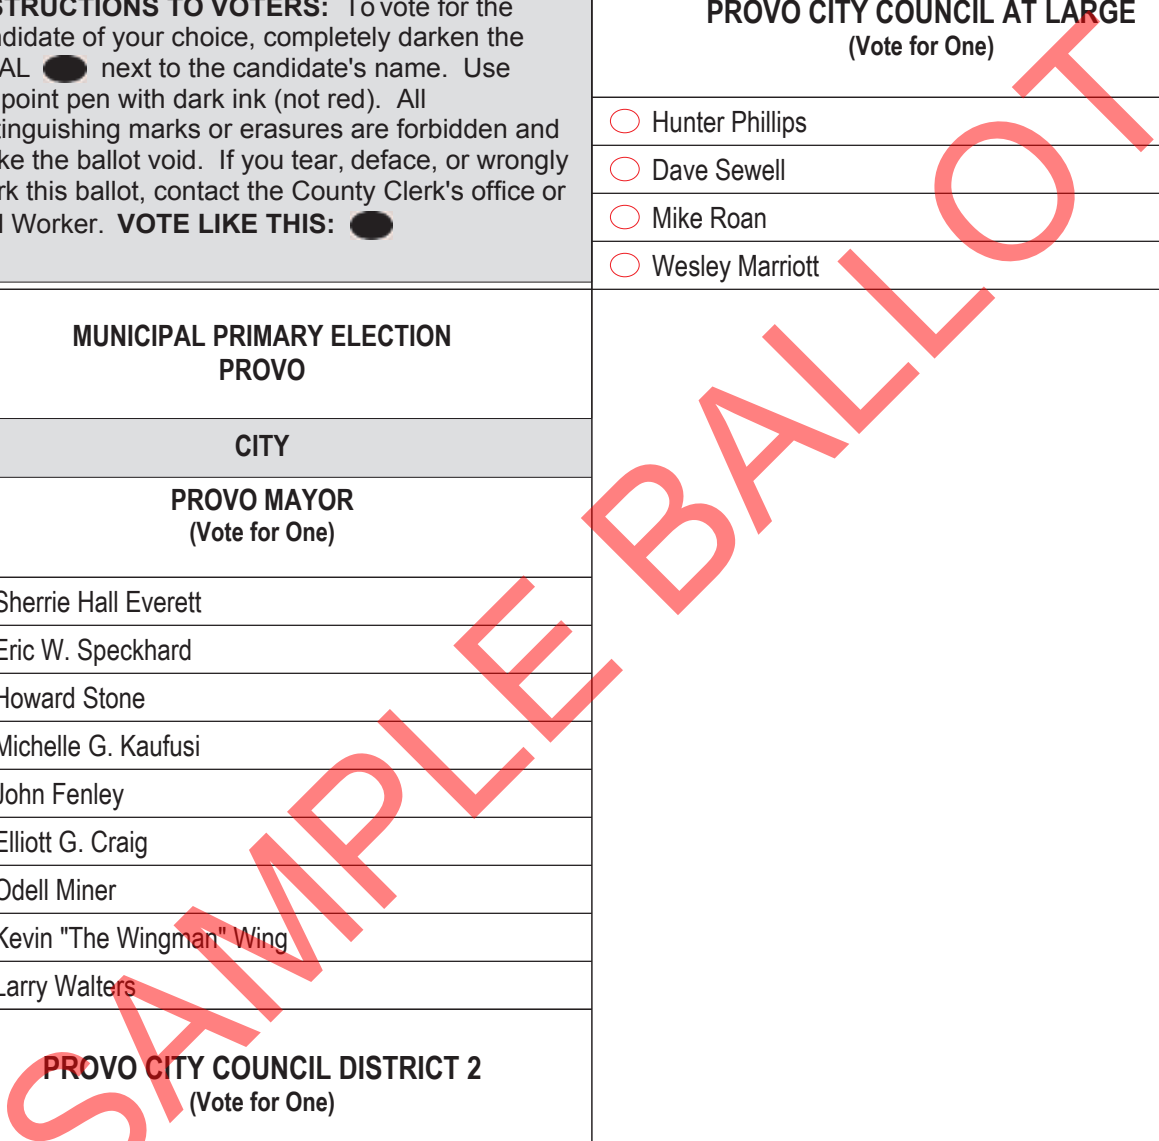 STRUCTIONS TO VOTERS: To vote for the
didate of your choice, completely darken the
AL next to the candidate's name. Use
point pen with dark ink (not red). All
tinguishing marks or erasures are forbidden and
ke the ballot void. If you tear, deface, or wrongly
rk this ballot, contact the County Clerk's office or
l Worker. VOTE LIKE THIS:
MUNICIPAL PRIMARY ELECTION
PROVO
CITY
PROVO MAYOR
(Vote for One)
Sherrie Hall Everett
Eric W. Speckhard
Howard Stone
Michelle G. Kaufusi
John Fenley
Elliott G. Craig
Odell Miner
Kevin "The Wingman" Wing
Larry Walters
PROVO CITY COUNCIL DISTRICT 2
(Vote for One)
PROVO CITY COUNCIL AT LARGE
(Vote for One)
Hunter Phillips
Dave Sewell
Mike Roan
Wesley Marriott
SAMPLE BALLOT